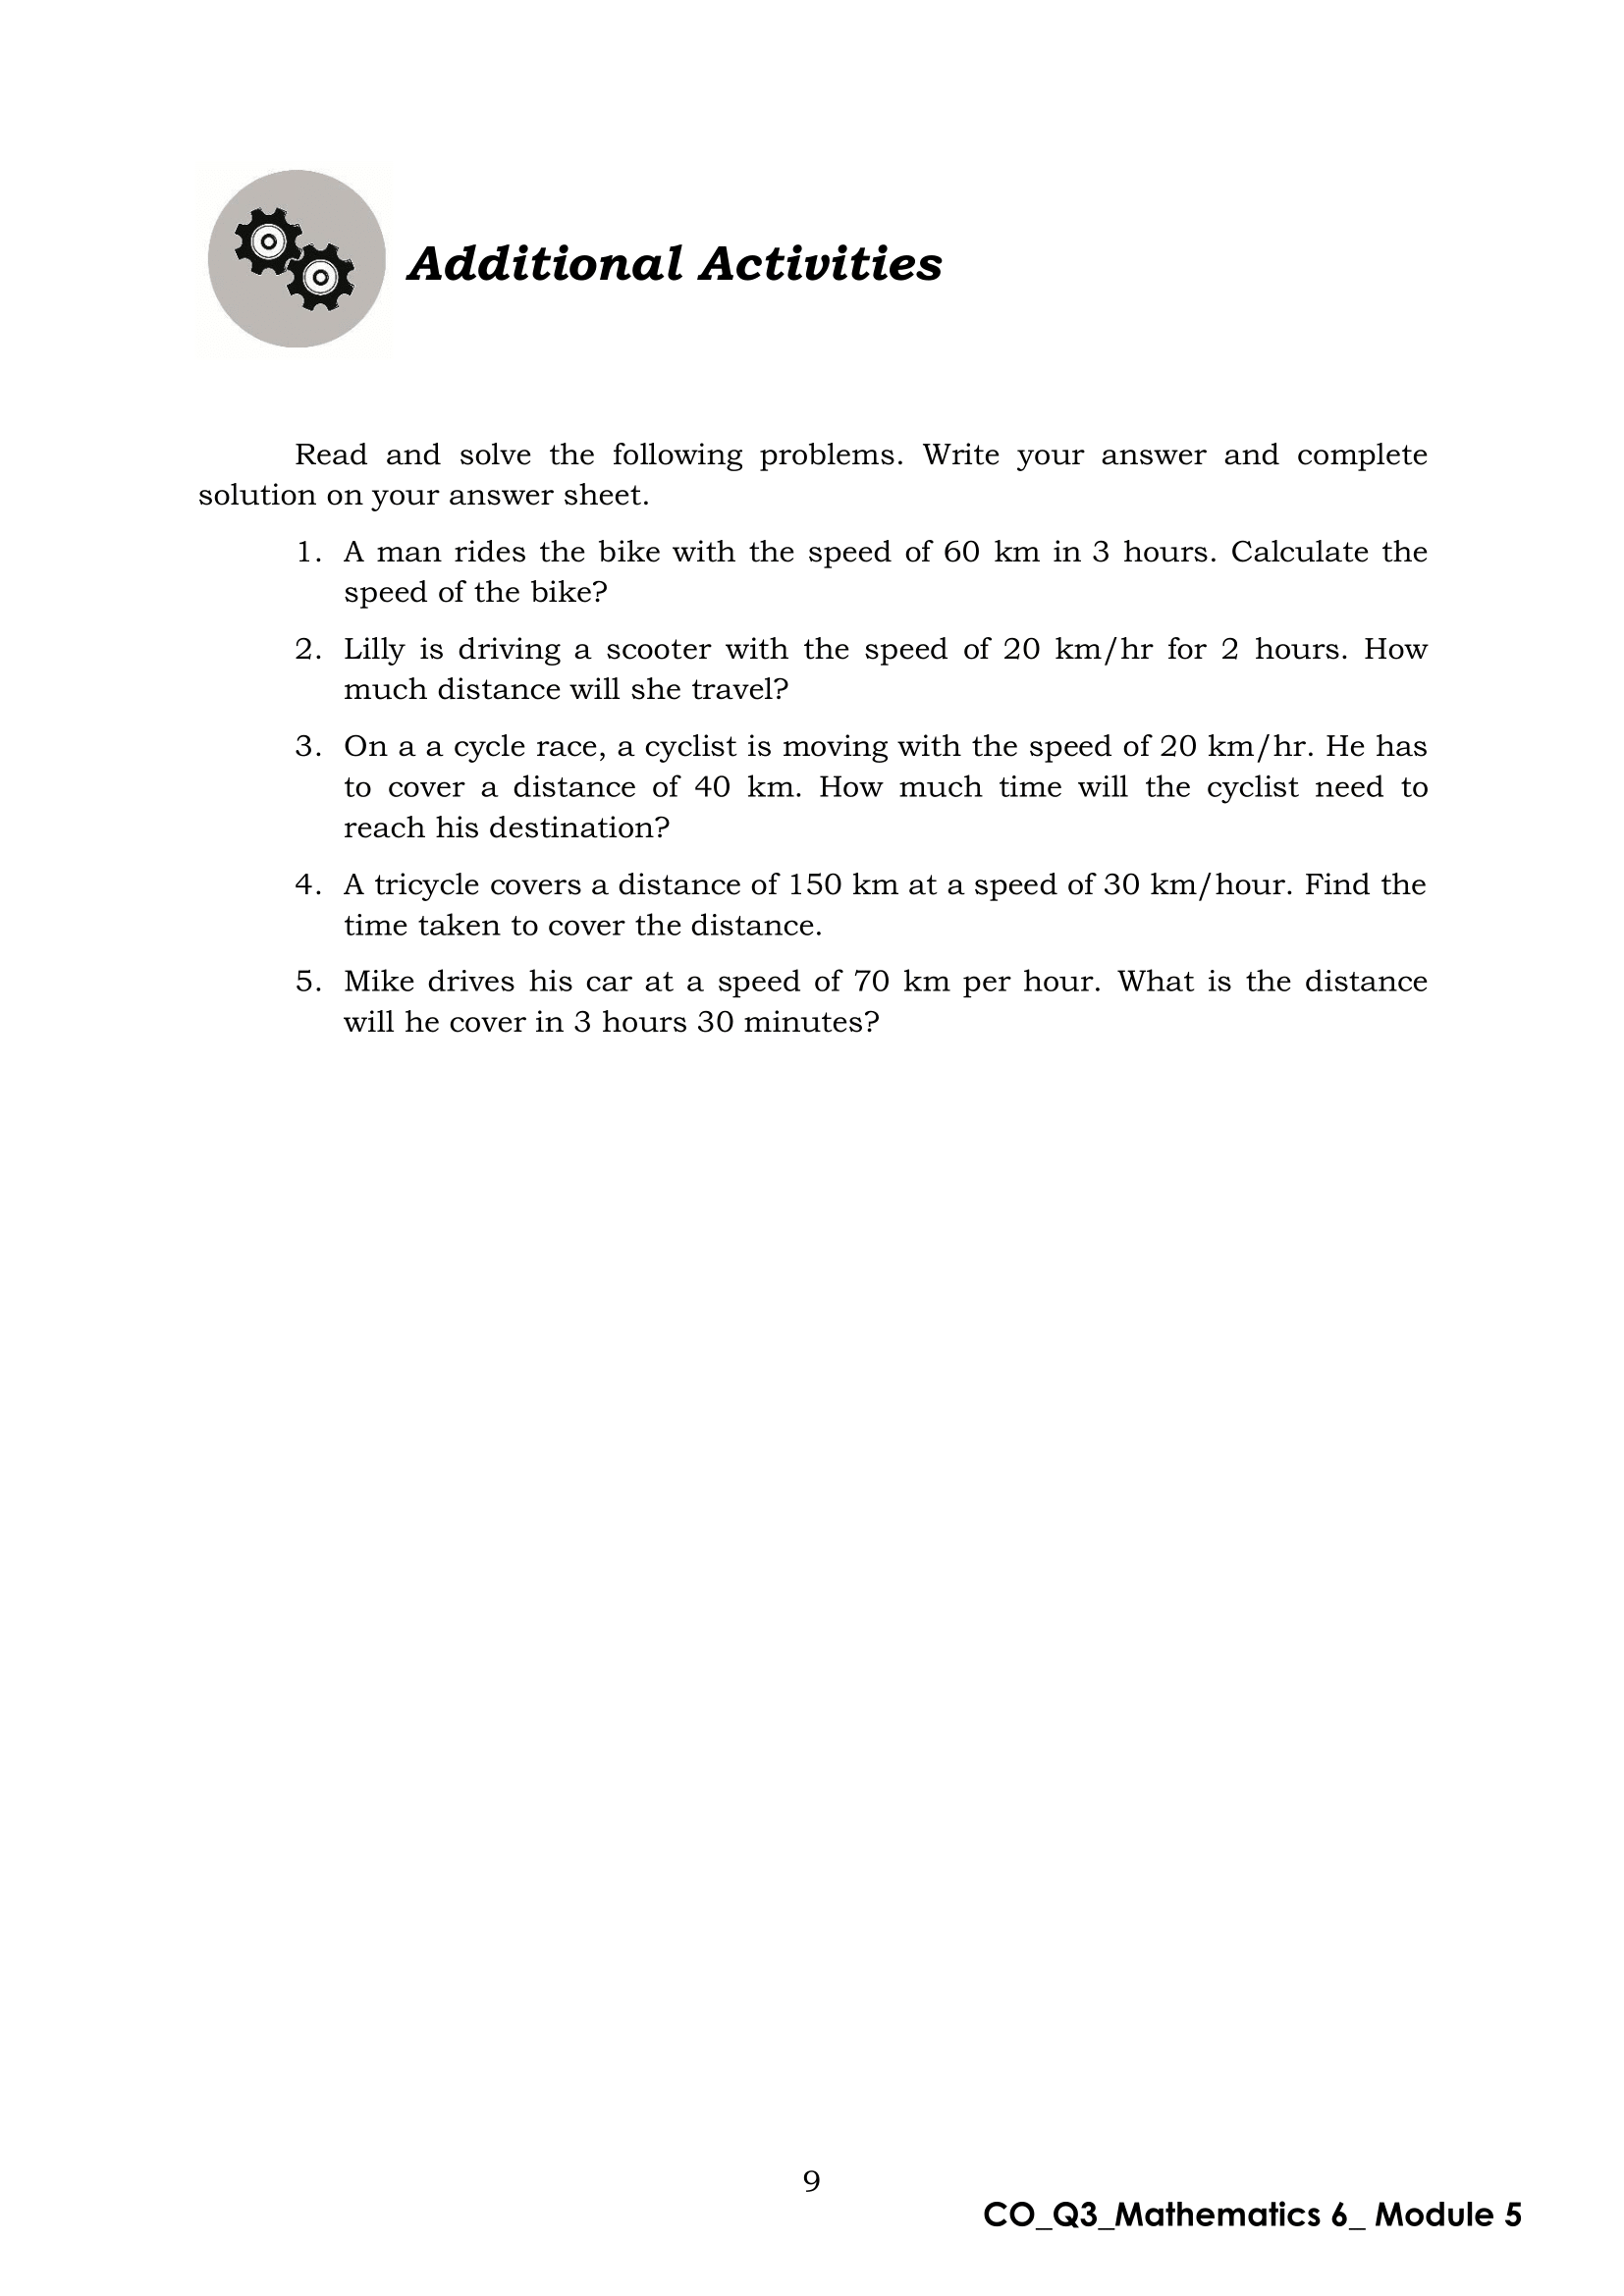 Additional Activities
Read and solve the following problems. Write your answer and complete
solution on your answer sheet.
1. A man rides the bike with the speed of 60 km in 3 hours. Calculate the
speed of the bike?
2. Lilly is driving a scooter with the speed of 20 km/hr for 2 hours. How
much distance will she travel?
3. On a a cycle race, a cyclist is moving with the speed of 20 km/hr. He has
to cover a distance of 40 km. How much time will the cyclist need to
reach his destination?
4. A tricycle covers a distance of 150 km at a speed of 30 km/hour. Find the
time taken to cover the distance.
5. Mike drives his car at a speed of 70 km per hour. What is the distance
will he cover in 3 hours 30 minutes?
9
CO_Q3_Mathematics 6_ Module 5